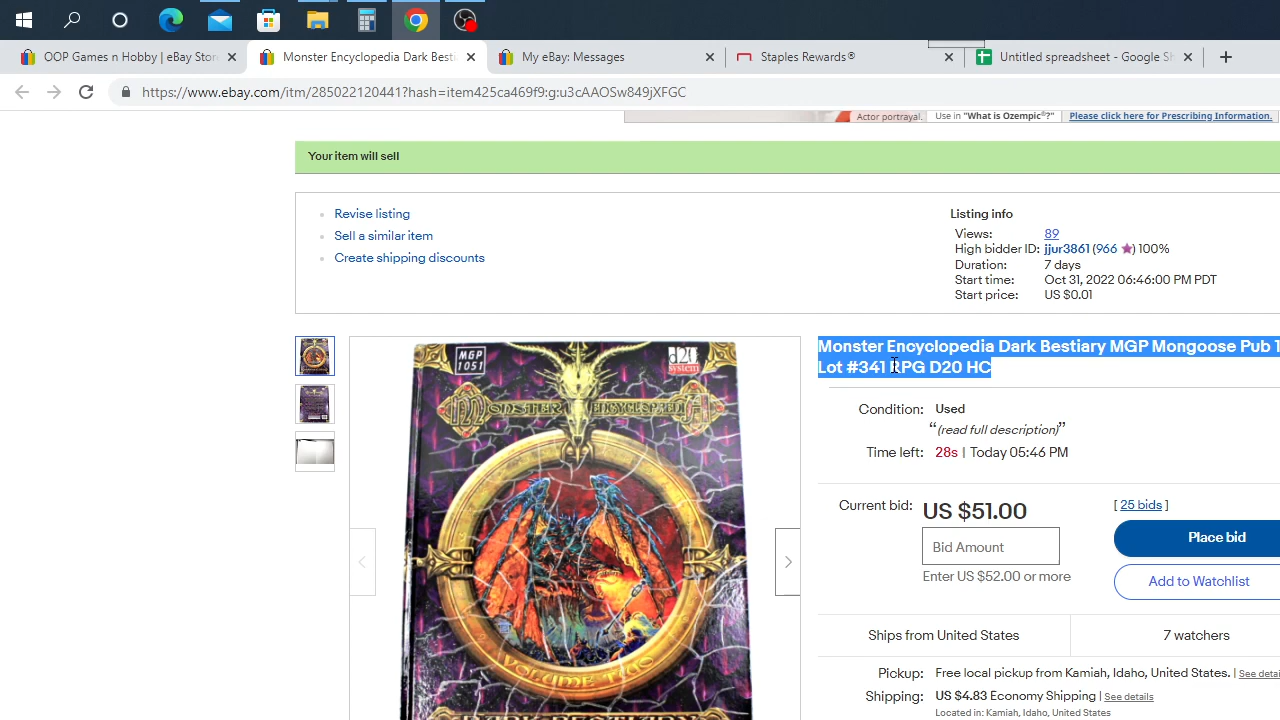 OOP Games n Hobby | eBay Stor
Monster Encyclopedia Dark Besti
My eBay: Messages
Staples Rewards®
Untitled spreadsheet - Google Sh
https://www.ebay.com/itm/285022120441?hash=item425ca469f9:g:u3cAAOSw849jXFGC
Actor portrayal.
Use in "What is Ozempic®?"
Please click here for Prescribing Information.
Your item will sell
Revise listing
Sell a similar item
Create shipping discounts
Listing info
Views: 89
High bidder ID: jjur3861 (966 ) 100%
Duration: 7 days
Start time: Oct 31, 2022 06:46:00 PM PDT
Start price: US $0.01
MGP
1051
d20
system
MONSTER ENCYCLOPEDIA
VOLUME TWO
DARK BESTIARY
Monster Encyclopedia Dark Bestiary MGP Mongoose Pub 1
Lot #341 RPG D20 HC
Condition: Used
“(read full description)”
Time left: 28s | Today 05:46 PM
Current bid: US $51.00 [ 25 bids ]
Bid Amount
Place bid
Enter US $52.00 or more
Add to Watchlist
Ships from United States
7 watchers
Pickup: Free local pickup from Kamiah, Idaho, United States. | See detai
Shipping: US $4.83 Economy Shipping | See details
Located in: Kamiah, Idaho, United States